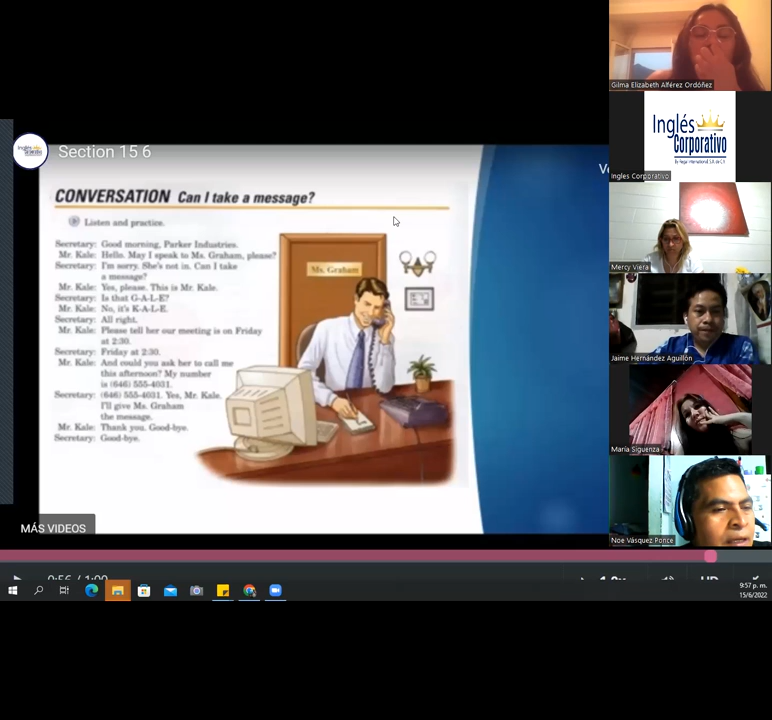 Section 15 6
CONVERSATION Can I take a message?
Listen and practice.
Secretary: Good morning, Parker Industries.
Mr. Kale: Hello. May I speak to Ms. Graham, please?
Secretary: I'm sorry. She's not in. Can I take
a message?
Mr. Kale: Yes, please. This is Mr. Kale.
Secretary: Is that G-A-L-E?
Mr. Kale: No, it's K-A-L-E.
Secretary: All right.
Mr. Kale: Please tell her our meeting is on Friday
at 2:30.
Secretary: Friday at 2:30.
Mr. Kale: And could you ask her to call me
this afternoon? My number
is (646) 555-4031.
Secretary: (646) 555-4031. Yes, Mr. Kale.
I'll give Ms. Graham
the message.
Mr. Kale: Thank you. Good-bye.
Secretary: Good-bye.
Ms. Graham
MÁS VIDEOS
0:56 / 1:00
HD
9:57 p. m.
15/6/2022
Gilma Elizabeth Alférez Ordóñez
Inglés
Corporativo
Ingles Corporativo
Mercy Viera
Jaime Hernández Aguillón
María Siguenza
Noe Vásquez Ponce